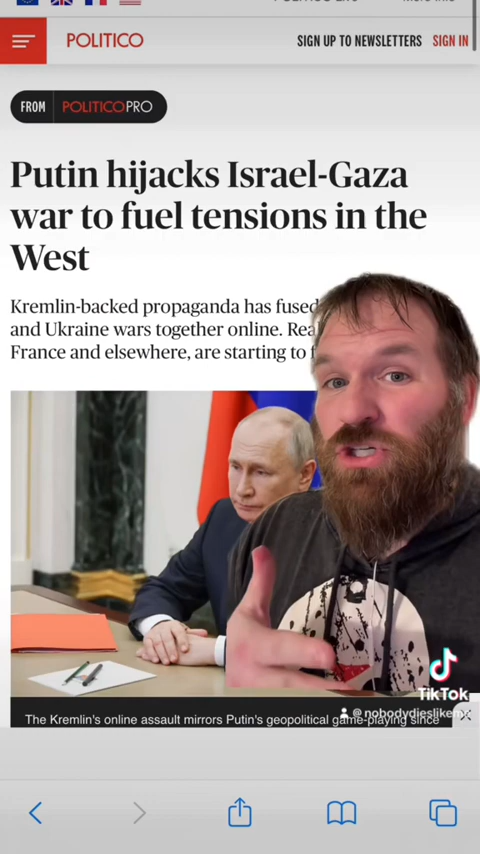 POLITICO
SIGN UP TO NEWSLETTERS SIGN IN
FROM POLITICOPRO
Putin hijacks Israel-Gaza
war to fuel tensions in the
West
Kremlin-backed propaganda has fused
and Ukraine wars together online.
France and elsewhere, are starting to
TikTok
The Kremlin's online assault mirrors Putin's geopolitical game-playing since